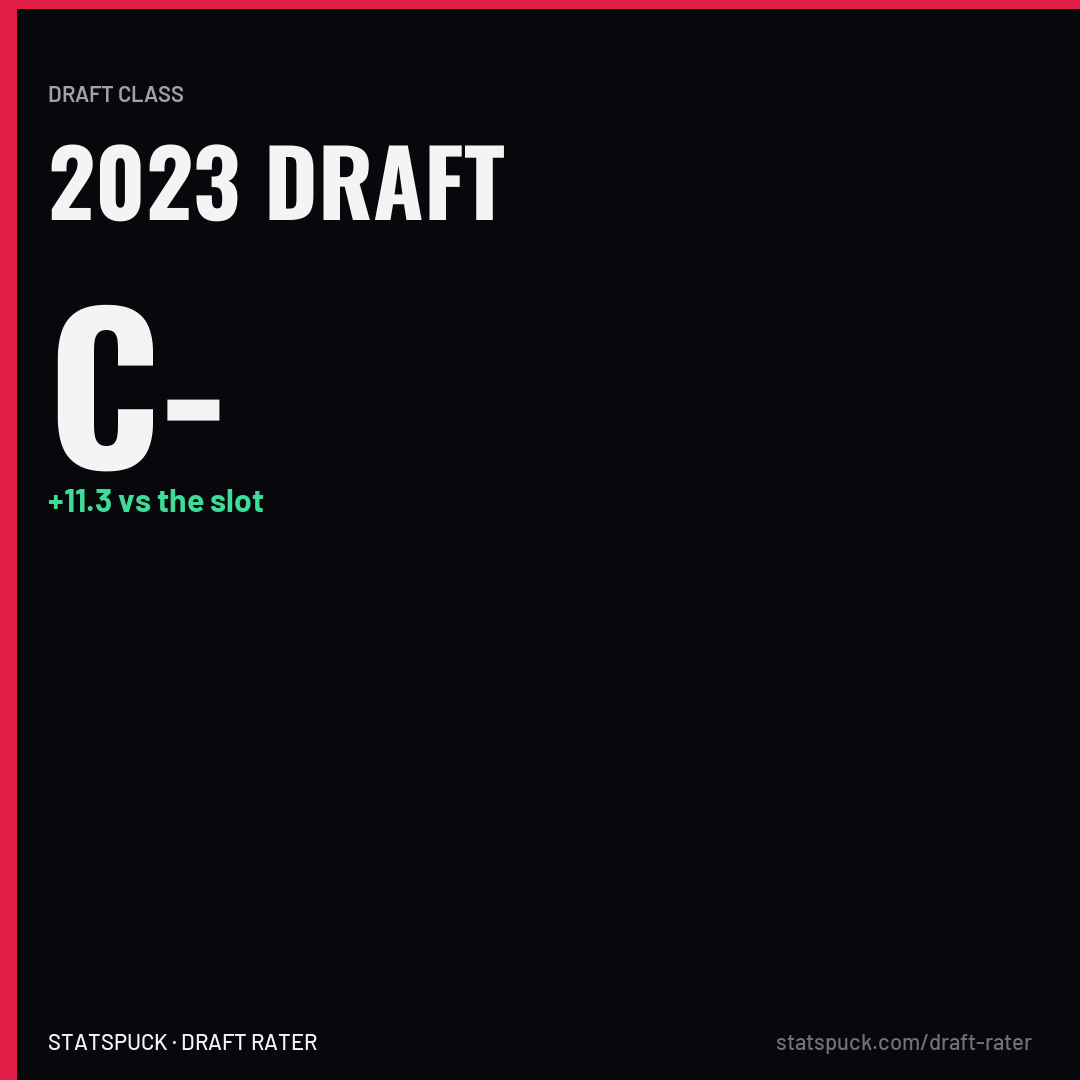 DRAFT CLASS
2023 DRAFT
C-
+11.3 vs the slot
STATSPUCK · DRAFT RATER
statspuck.com/draft-rater